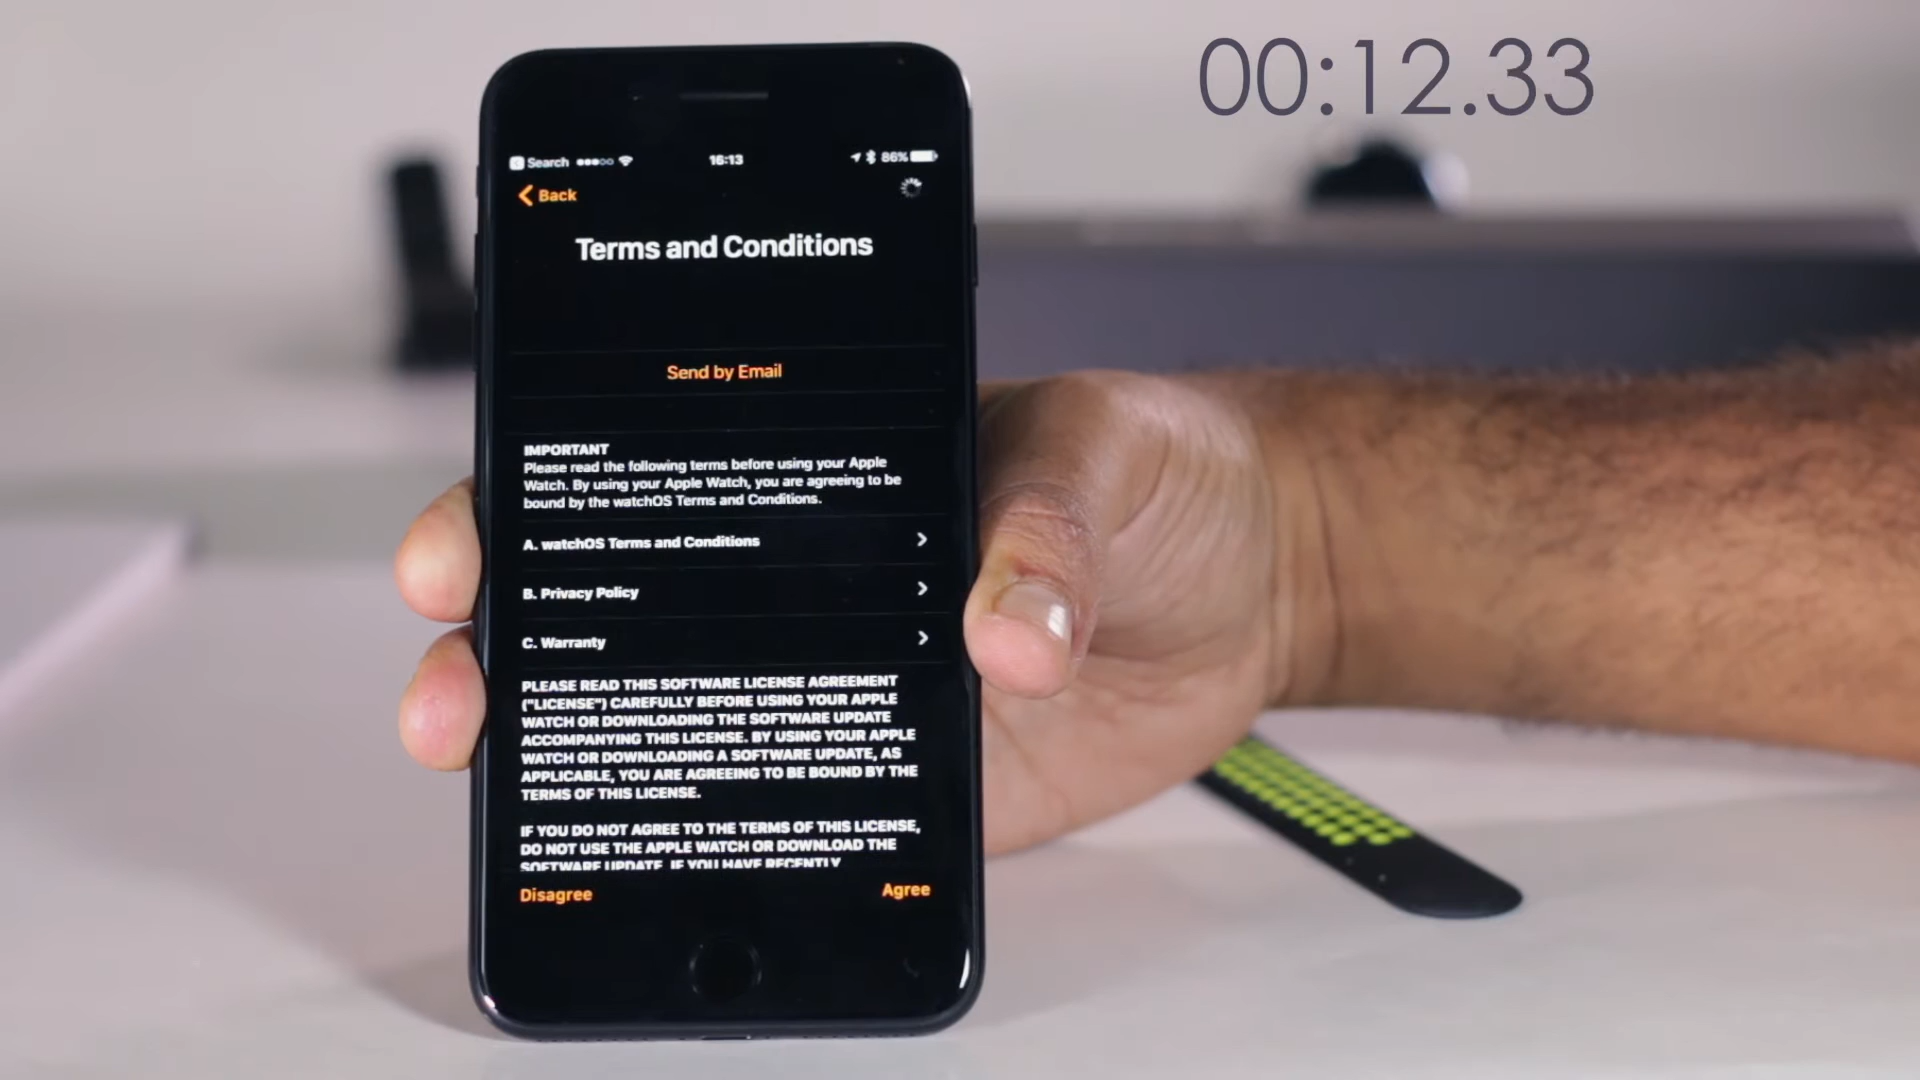 00:12.33
Search
16:13
86%
Back
Terms and Conditions
Send by Email
IMPORTANT
Please read the following terms before using your Apple
Watch. By using your Apple Watch, you are agreeing to be
bound by the watchOS Terms and Conditions.
A. watchOS Terms and Conditions
B. Privacy Policy
C. Warranty
PLEASE READ THIS SOFTWARE LICENSE AGREEMENT
("LICENSE") CAREFULLY BEFORE USING YOUR APPLE
WATCH OR DOWNLOADING THE SOFTWARE UPDATE
ACCOMPANYING THIS LICENSE. BY USING YOUR APPLE
WATCH OR DOWNLOADING A SOFTWARE UPDATE, AS
APPLICABLE, YOU ARE AGREEING TO BE BOUND BY THE
TERMS OF THIS LICENSE.
IF YOU DO NOT AGREE TO THE TERMS OF THIS LICENSE,
DO NOT USE THE APPLE WATCH OR DOWNLOAD THE
SOFTWARE UPDATE. IF YOU HAVE RECENTLY
Disagree
Agree